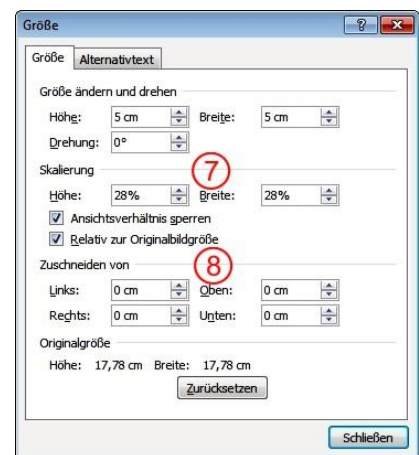 Größe
Größe Alternativtext
Größe ändern und drehen
Höhe: 5 cm Breite: 5 cm
Drehung: 0°
Skalierung 7
Höhe: 28% Breite: 28%
Ansichtsverhältnis sperren
Relativ zur Originalbildgröße
Zuschneiden von 8
Links: 0 cm Oben: 0 cm
Rechts: 0 cm Unten: 0 cm
Originalgröße
Höhe: 17,78 cm Breite: 17,78 cm
Zurücksetzen
Schließen